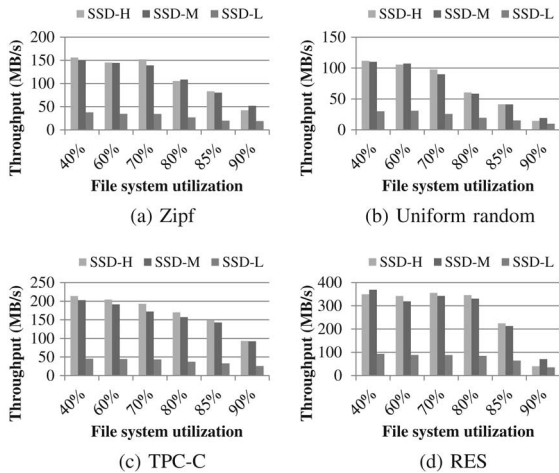 SSD-H SSD-M SSD-L
Throughput (MB/s)
200
150
100
50
0
40% 60% 70% 80% 85% 90%
File system utilization
(a) Zipf
SSD-H SSD-M SSD-L
Throughput (MB/s)
150
100
50
0
40% 60% 70% 80% 85% 90%
File system utilization
(b) Uniform random
SSD-H SSD-M SSD-L
Throughput (MB/s)
250
200
150
100
50
0
40% 60% 70% 80% 85% 90%
File system utilization
(c) TPC-C
SSD-H SSD-M SSD-L
Throughput (MB/s)
400
300
200
100
0
40% 60% 70% 80% 85% 90%
File system utilization
(d) RES